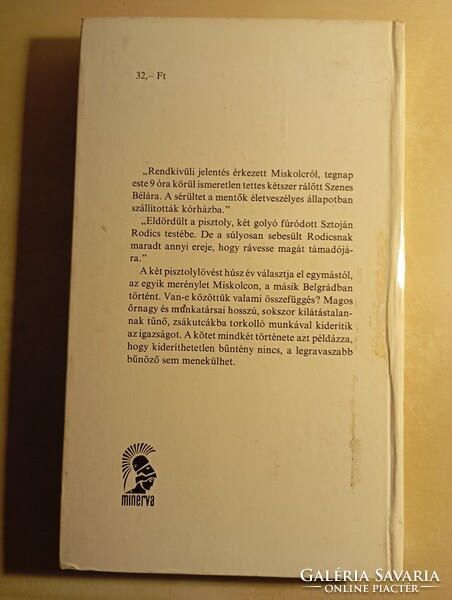 32,– Ft
„Rendkívüli jelentés érkezett Miskolcról, tegnap
este 9 óra körül ismeretlen tettes kétszer rálőtt Szenes
Bélára. A sérültet a mentők életveszélyes állapotban
szállították kórházba.”
„Eldördült a pisztoly, két golyó fúródott Sztoján
Rodics testébe. De a súlyosan sebesült Rodicsnak
maradt annyi ereje, hogy rávesse magát támadójá-
ra.”
A két pisztolylövést húsz év választja el egymástól,
az egyik merénylet Miskolcon, a másik Belgrádban
történt. Van-e közöttük valami összefüggés? Magos
őrnagy és munkatársai hosszú, sokszor kilátástalan-
nak tűnő, zsákutcákba torkolló munkával kiderítik
az igazságot. A kötet mindkét története azt példázza,
hogy kideríthetetlen bűntény nincs, a legravaszabb
bűnöző sem menekülhet.
minerva
GALÉRIA SAVARIA
ONLINE PIACTÉR